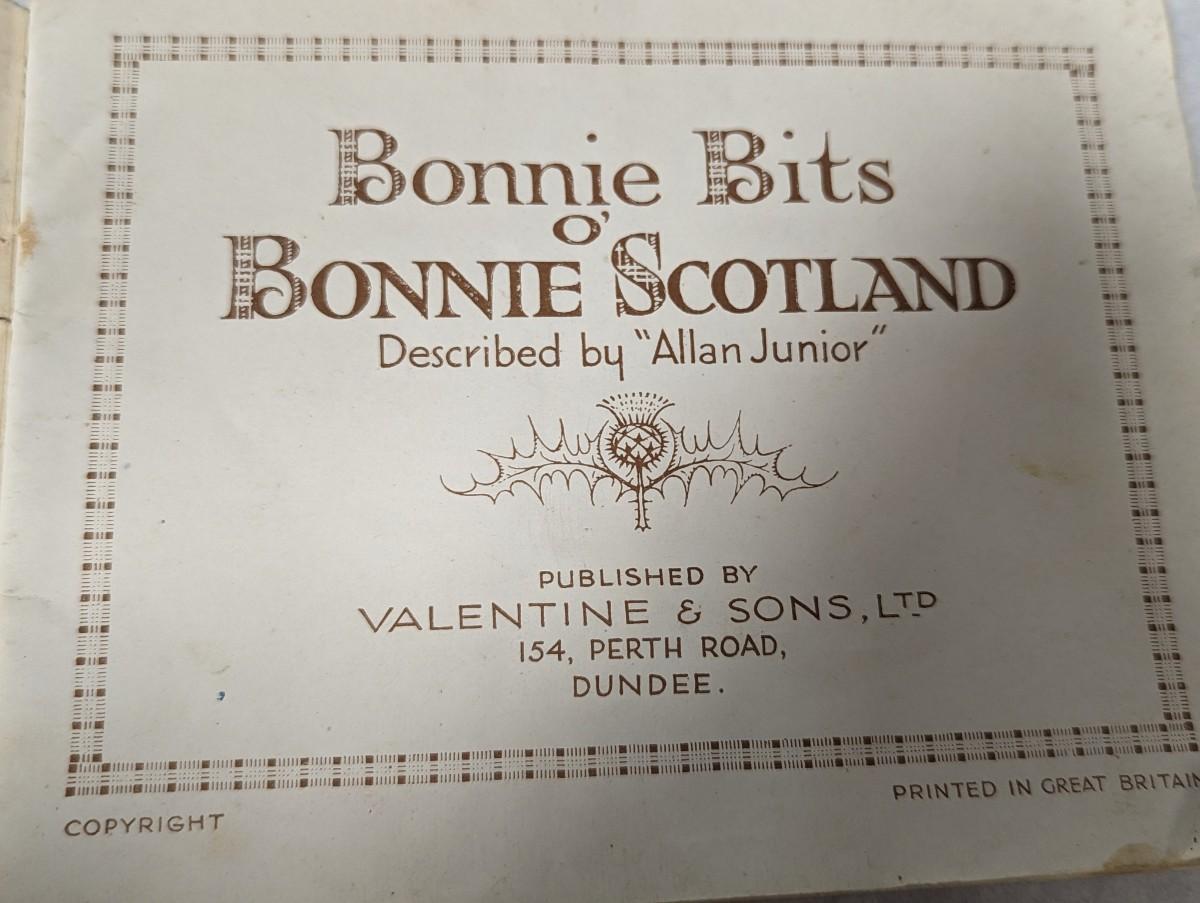 Bonnie Bits
o'
BONNIE SCOTLAND
Described by "Allan Junior"
PUBLISHED BY
VALENTINE & SONS, LTD
154, PERTH ROAD,
DUNDEE.
COPYRIGHT
PRINTED IN GREAT BRITAIN